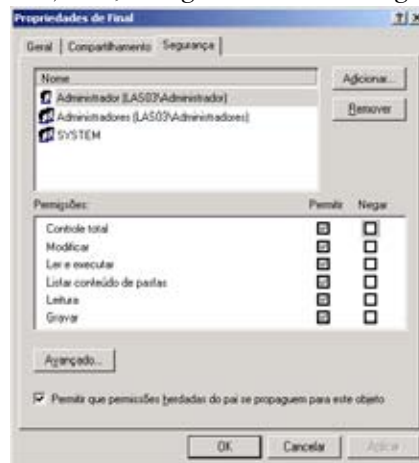 Propriedades de Final
Geral Compartilhamento Segurança
Nome
Adicionar...
Administrador (LAS03\Administrador)
Administradores (LAS03\Administradores)
SYSTEM
Remover
Permissões: Permitir Negar
Controle total
Modificar
Ler e executar
Listar conteúdo de pastas
Leitura
Gravar
Avançado...
Permitir que permissões herdadas do pai se propaguem para este objeto
OK Cancelar Aplicar